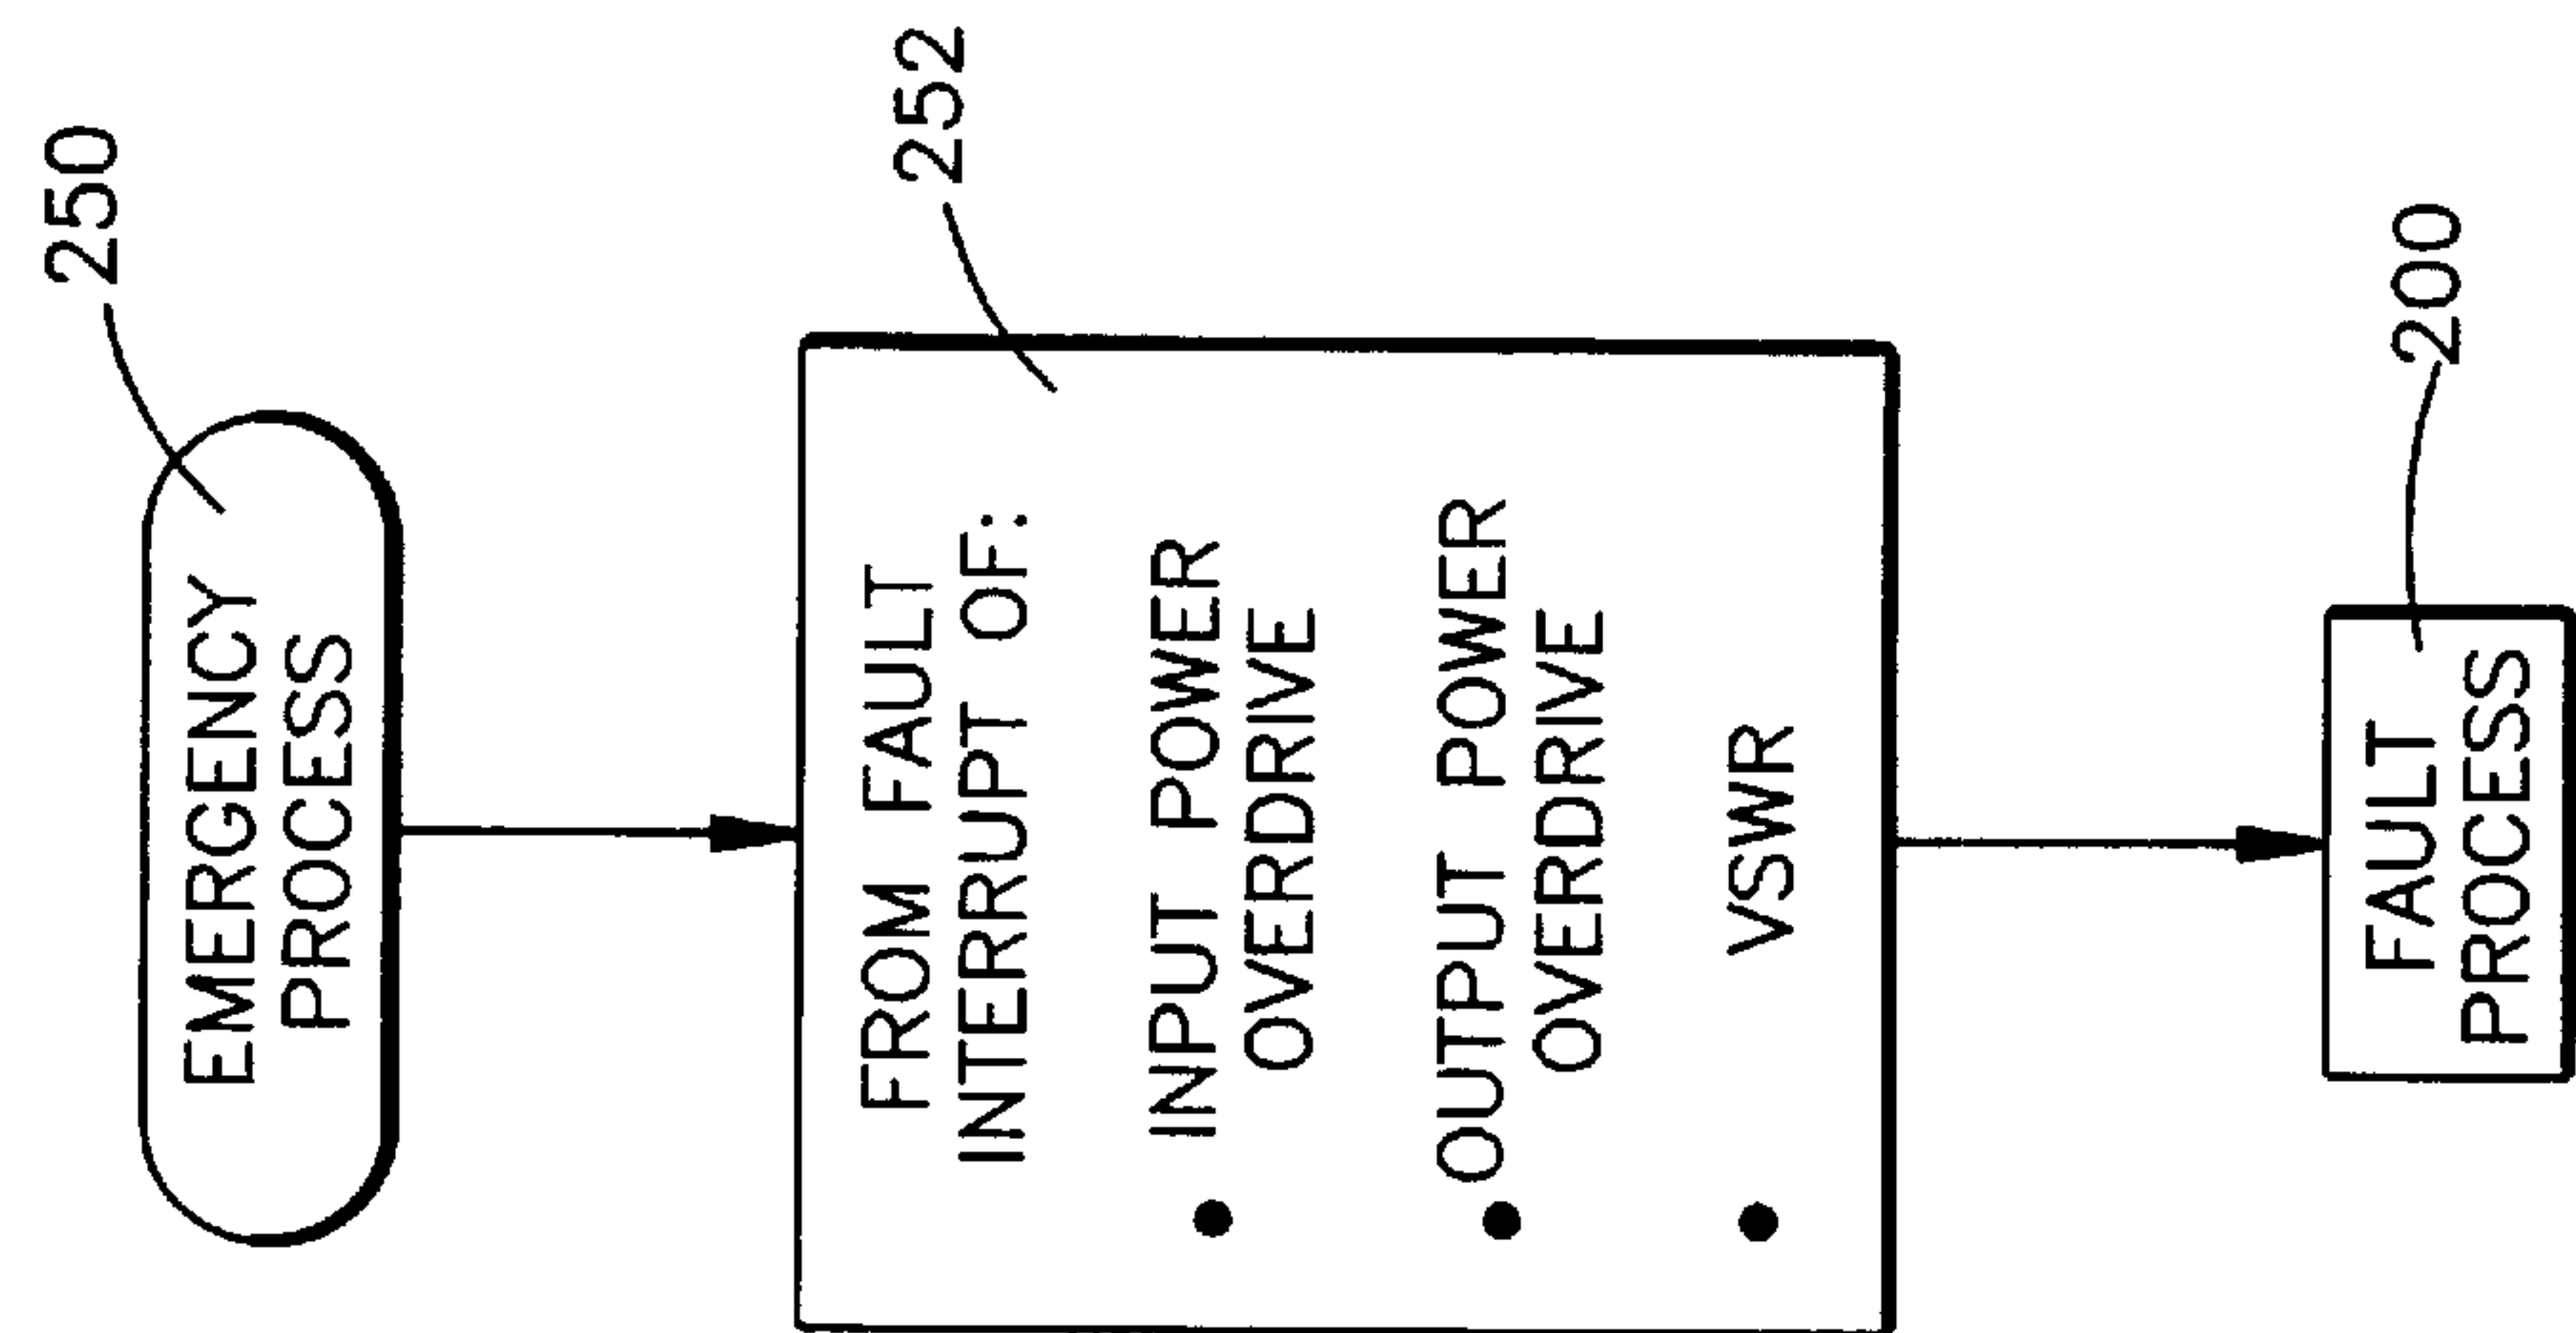 250
EMERGENCY
PROCESS
252
FROM FAULT
INTERRUPT OF:
● INPUT POWER
OVERDRIVE
● OUTPUT POWER
OVERDRIVE
● VSWR
200
FAULT
PROCESS